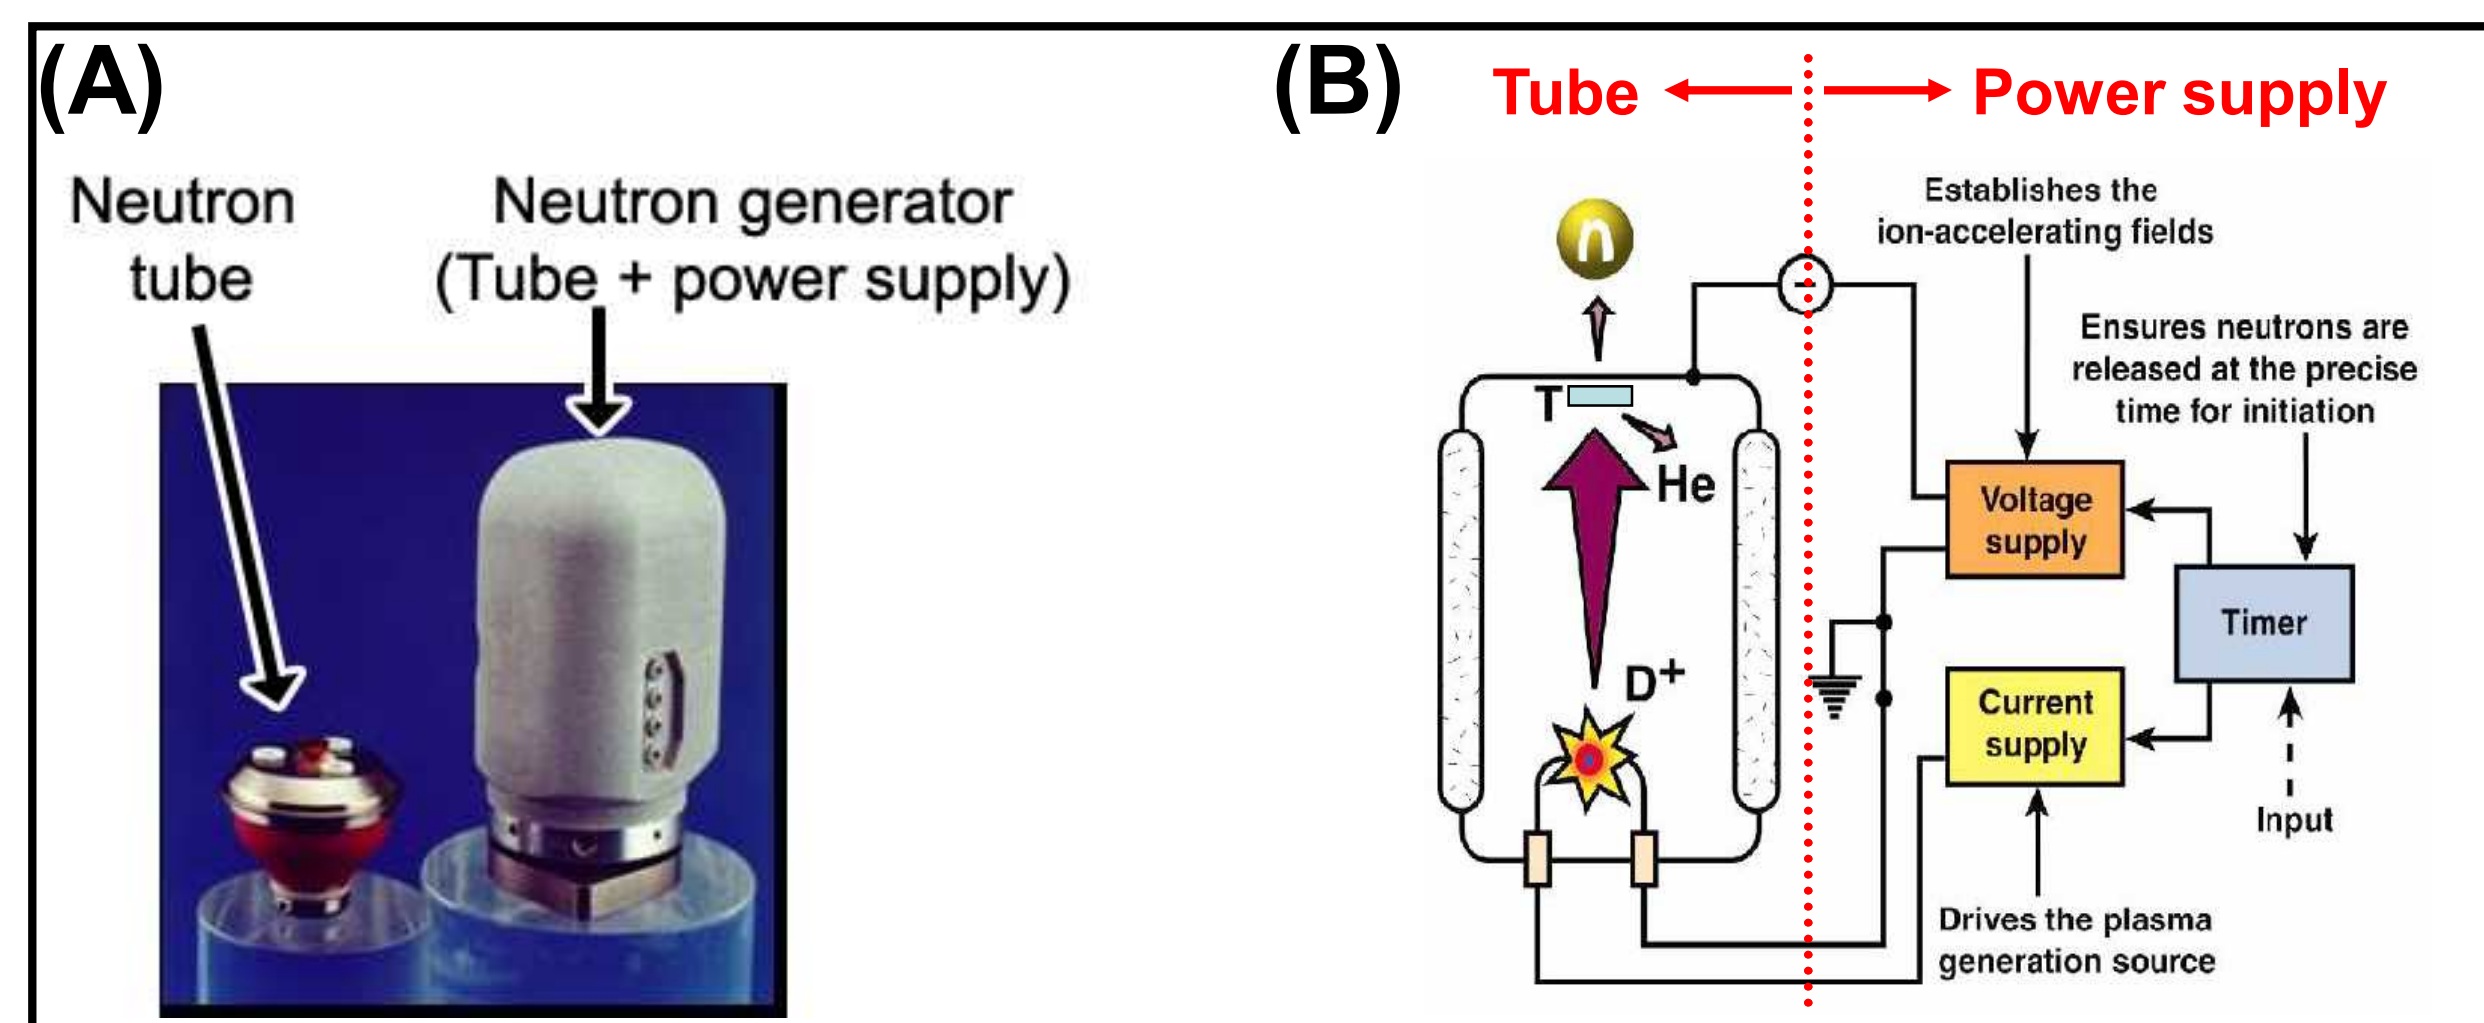 (A)
Neutron
tube
Neutron generator
(Tube + power supply)
(B)
Tube
Power supply
n
Establishes the
ion-accelerating fields
-
Ensures neutrons are
released at the precise
time for initiation
T
He
Voltage
supply
Timer
D+
Current
supply
Input
Drives the plasma
generation source